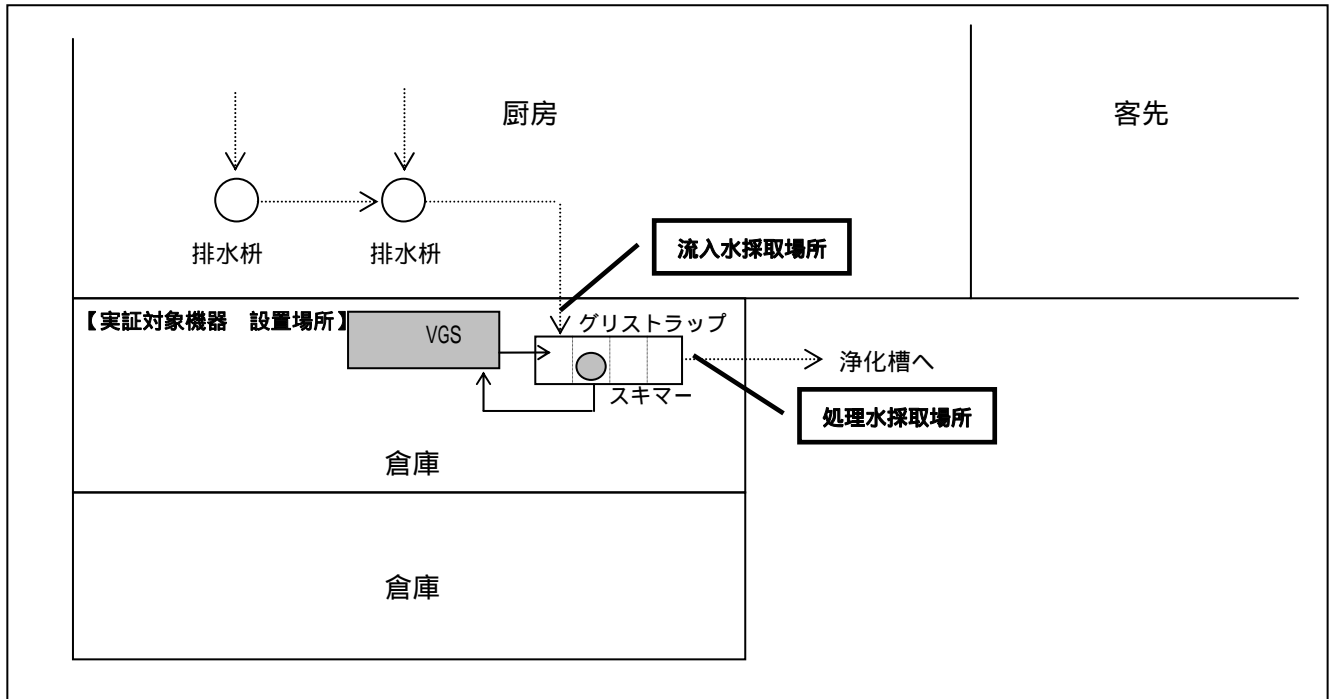 厨房
客先
排水枡
排水枡
流入水採取場所
【実証対象機器　設置場所】
VGS
グリストラップ
浄化槽へ
スキマー
処理水採取場所
倉庫
倉庫